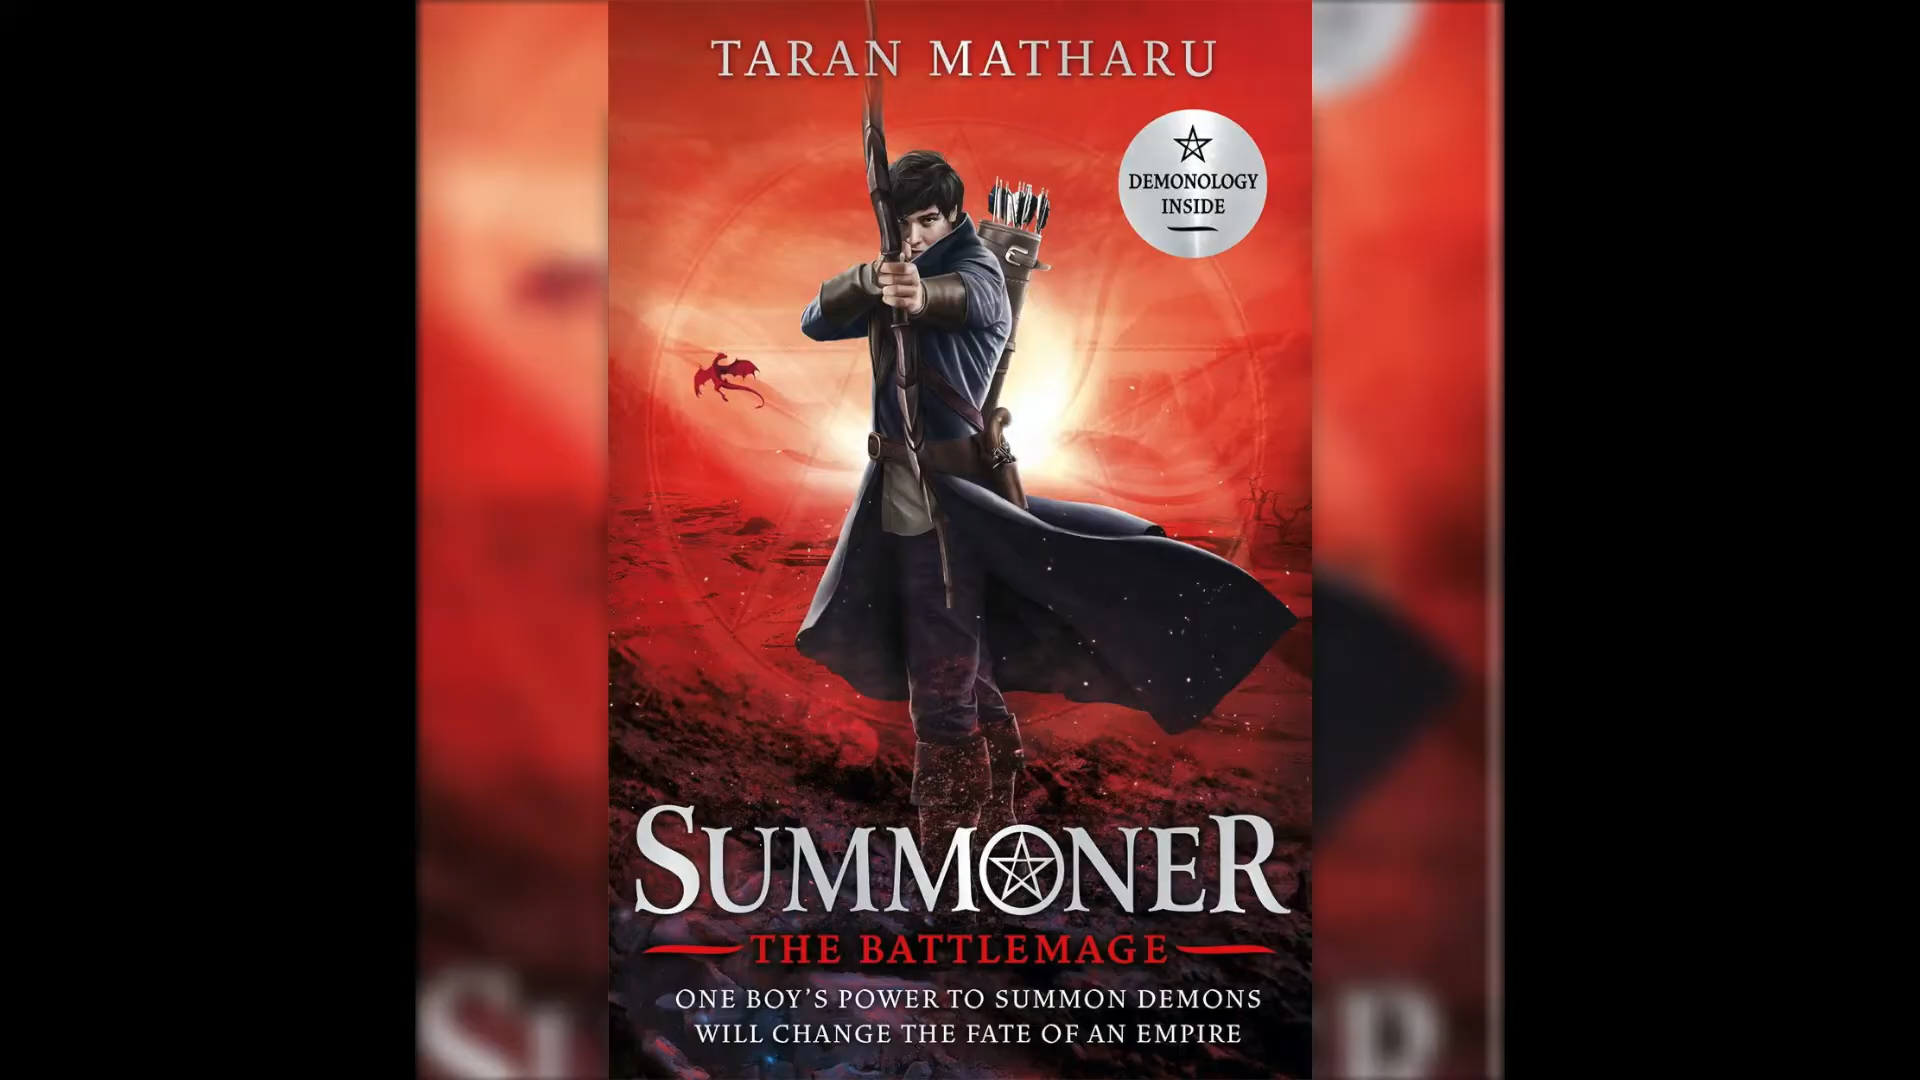 TARAN MATHARU
DEMONOLOGY
INSIDE
SUMMONER
THE BATTLEMAGE
ONE BOY'S POWER TO SUMMON DEMONS
WILL CHANGE THE FATE OF AN EMPIRE